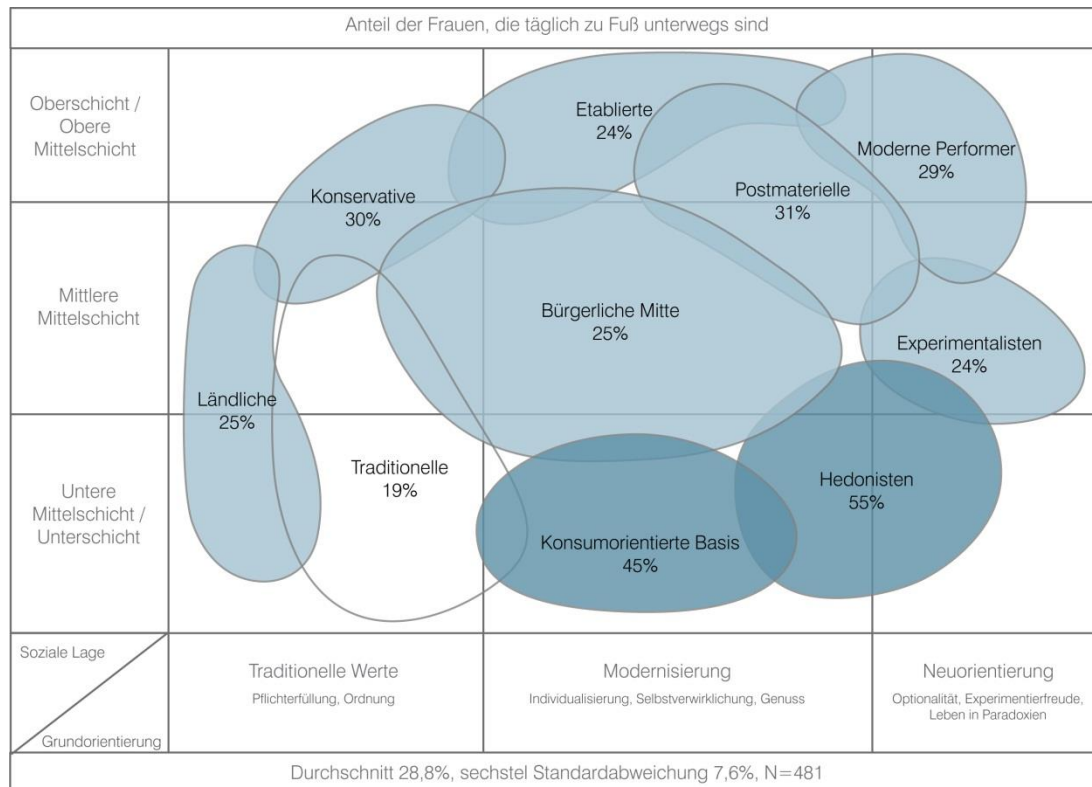 Anteil der Frauen, die täglich zu Fuß unterwegs sind
Oberschicht /
Obere
Mittelschicht
Etablierte
24%
Moderne Performer
29%
Konservative
30%
Postmaterielle
31%
Mittlere
Mittelschicht
Bürgerliche Mitte
25%
Experimentalisten
24%
Ländliche
25%
Untere
Mittelschicht /
Unterschicht
Traditionelle
19%
Hedonisten
55%
Konsumorientierte Basis
45%
Soziale Lage
Grundorientierung
Traditionelle Werte
Pflichterfüllung, Ordnung
Modernisierung
Individualisierung, Selbstverwirklichung, Genuss
Neuorientierung
Optionalität, Experimentierfreude,
Leben in Paradoxien
Durchschnitt 28,8%, sechstel Standardabweichung 7,6%, N=481